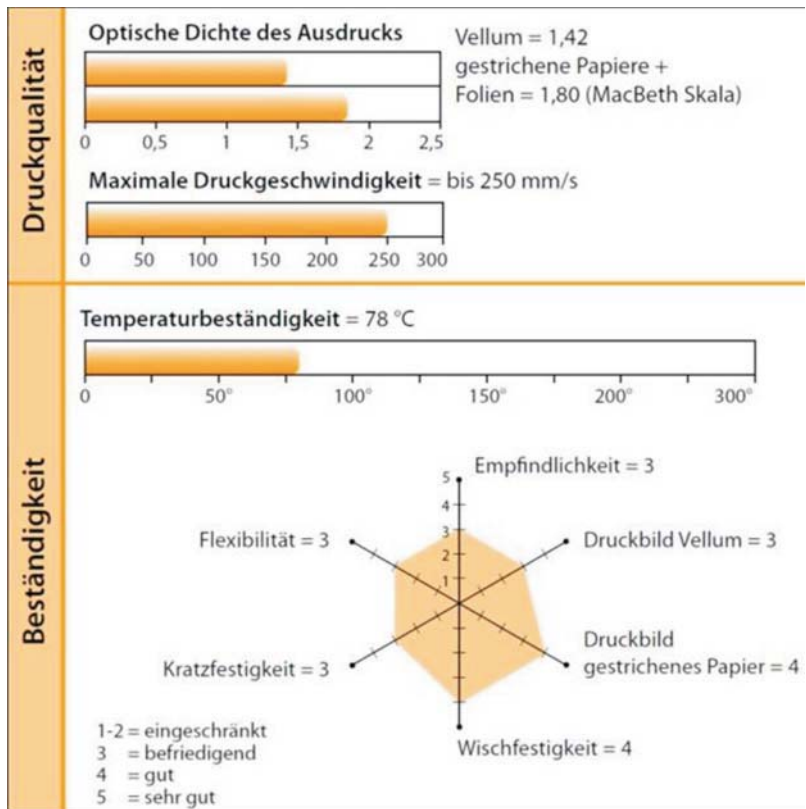 Druckqualität
Optische Dichte des Ausdrucks
Vellum = 1,42
gestrichene Papiere +
Folien = 1,80 (MacBeth Skala)
0 0,5 1 1,5 2 2,5
Maximale Druckgeschwindigkeit = bis 250 mm/s
0 50 100 150 200 250 300
Beständigkeit
Temperaturbeständigkeit = 78 °C
0 50° 100° 150° 200° 300°
Empfindlichkeit = 3
5
4
3
2
1
Flexibilität = 3
Druckbild Vellum = 3
Kratzfestigkeit = 3
Druckbild
gestrichenes Papier = 4
Wischfestigkeit = 4
1-2 = eingeschränkt
3 = befriedigend
4 = gut
5 = sehr gut